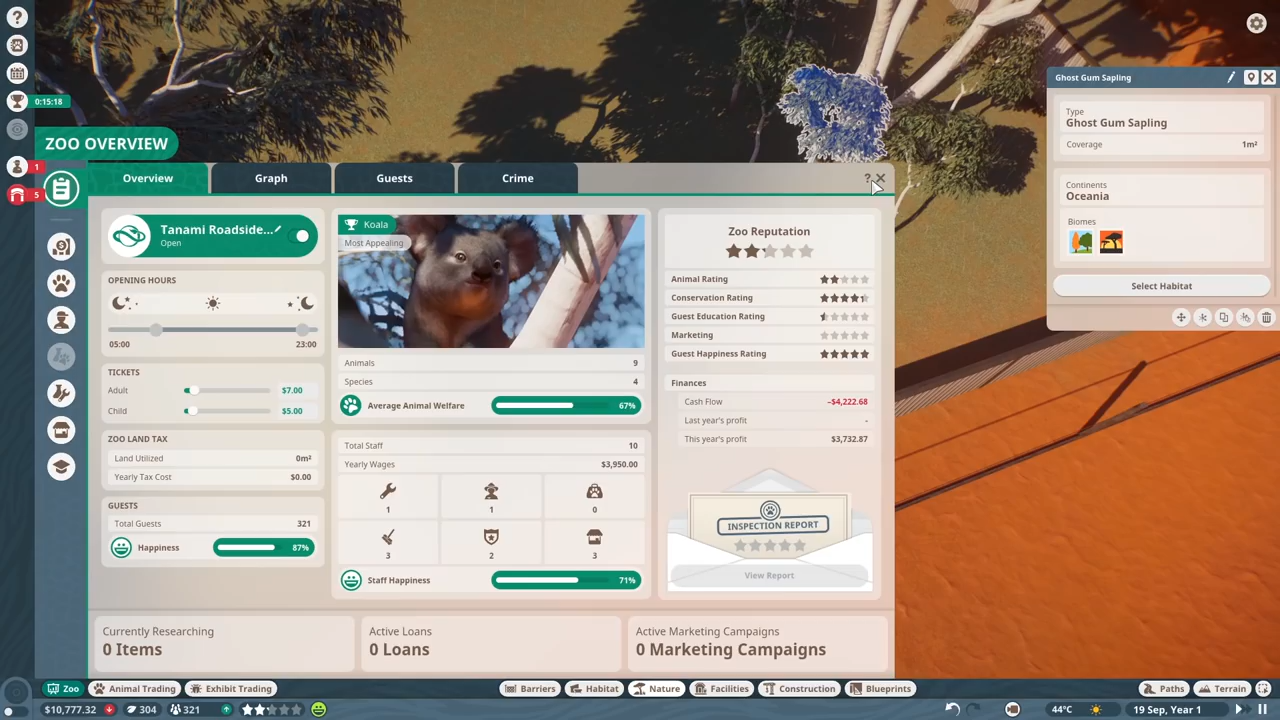 ?
0:15:18
1
5
ZOO OVERVIEW
Overview
Graph
Guests
Crime
?
Tanami Roadside...
Open
OPENING HOURS
05:00
23:00
TICKETS
Adult
$7.00
Child
$5.00
ZOO LAND TAX
Land Utilized
0m²
Yearly Tax Cost
$0.00
GUESTS
Total Guests
321
Happiness
87%
Koala
Most Appealing
Animals
9
Species
4
Average Animal Welfare
67%
Total Staff
10
Yearly Wages
$3,950.00
1
1
0
3
2
3
Staff Happiness
71%
Zoo Reputation
Animal Rating
Conservation Rating
Guest Education Rating
Marketing
Guest Happiness Rating
Finances
Cash Flow
-$4,222.68
Last year's profit
-
This year's profit
$3,732.87
INSPECTION REPORT
View Report
Currently Researching
0 Items
Active Loans
0 Loans
Active Marketing Campaigns
0 Marketing Campaigns
Ghost Gum Sapling
Type
Ghost Gum Sapling
Coverage
1m²
Continents
Oceania
Biomes
Select Habitat
Zoo
Animal Trading
Exhibit Trading
Barriers
Habitat
Nature
Facilities
Construction
Blueprints
Paths
Terrain
$10,777.32
304
321
44°C
19 Sep, Year 1